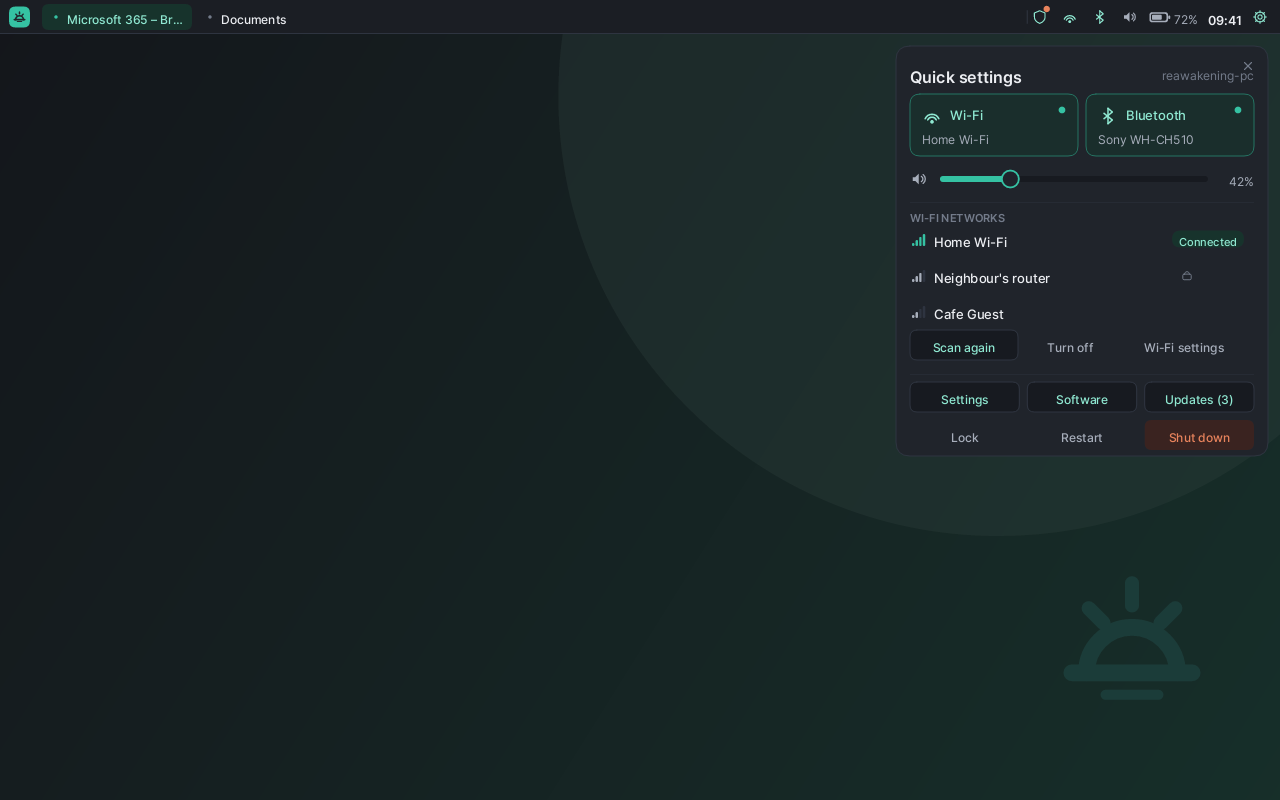 Microsoft 365 – Br... Documents 72% 09:41
Quick settings reawakening-pc
Wi-Fi Bluetooth
Home Wi-Fi Sony WH-CH510
42%
WI-FI NETWORKS
Home Wi-Fi Connected
Neighbour's router
Cafe Guest
Scan again Turn off Wi-Fi settings
Settings Software Updates (3)
Lock Restart Shut down